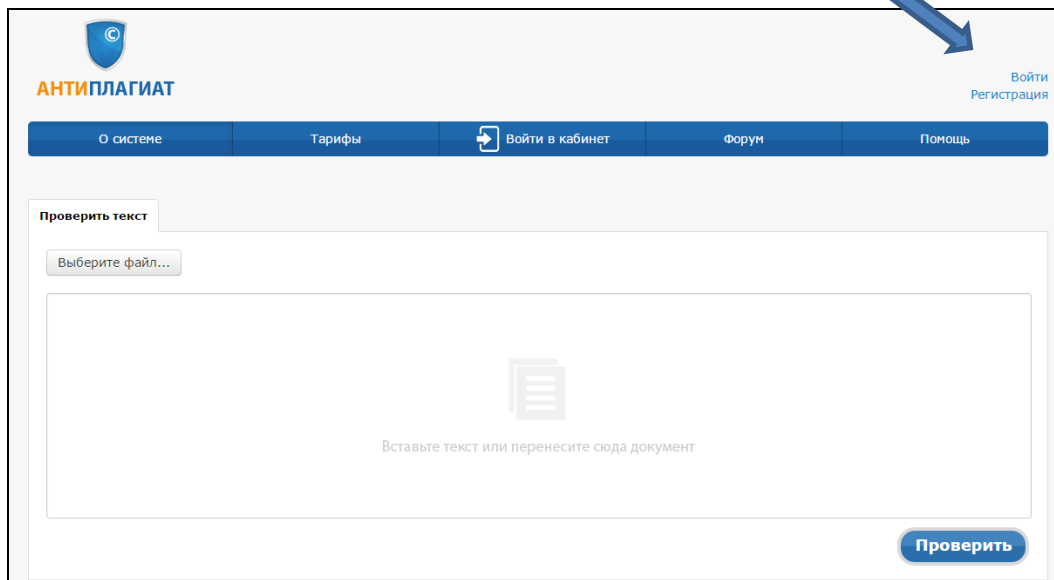 ©
АНТИПЛАГИАТ
Войти
Регистрация
О системе
Тарифы
Войти в кабинет
Форум
Помощь
Проверить текст
Выберите файл...
Вставьте текст или перенесите сюда документ
Проверить